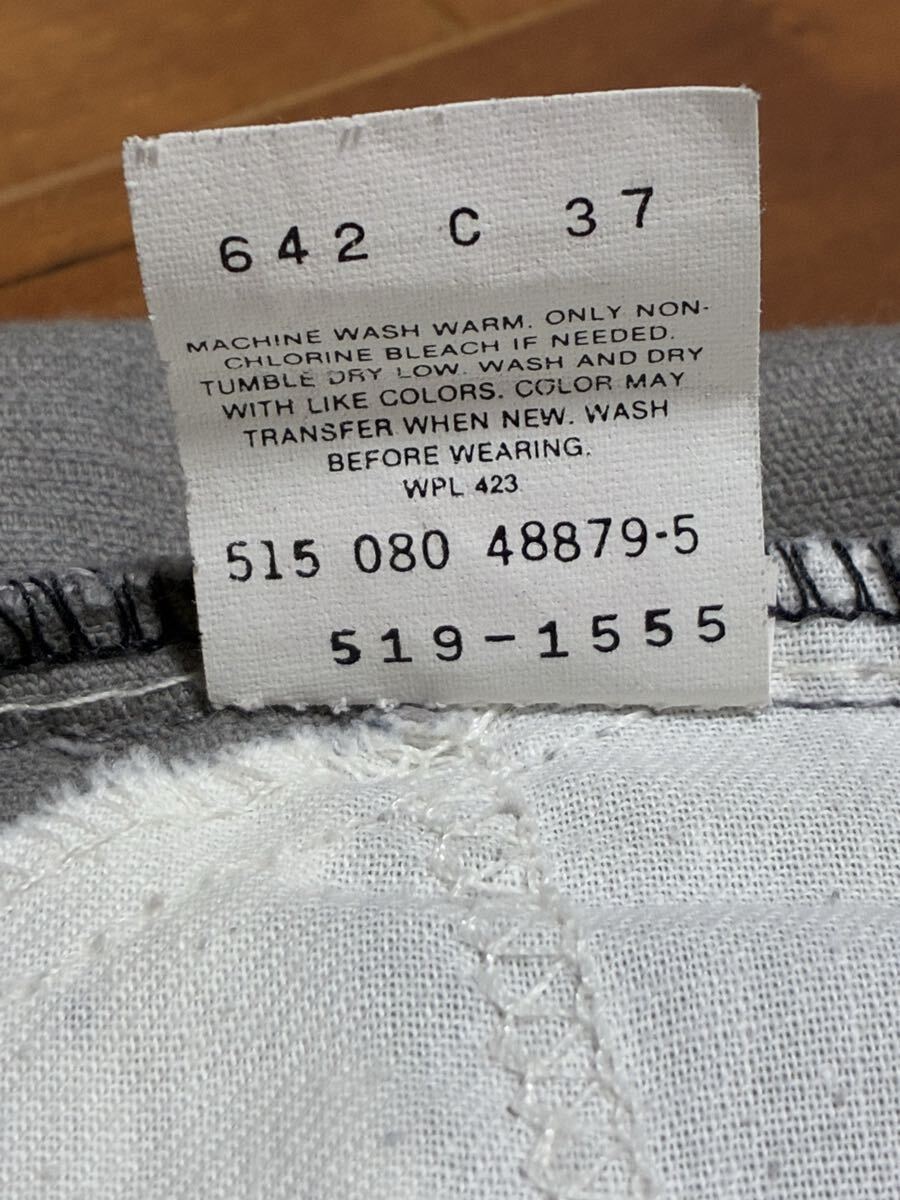 642 C 37
MACHINE WASH WARM. ONLY NON-
CHLORINE BLEACH IF NEEDED.
TUMBLE DRY LOW. WASH AND DRY
WITH LIKE COLORS. COLOR MAY
TRANSFER WHEN NEW. WASH
BEFORE WEARING.
WPL 423
515 080 48879-5
519-1555